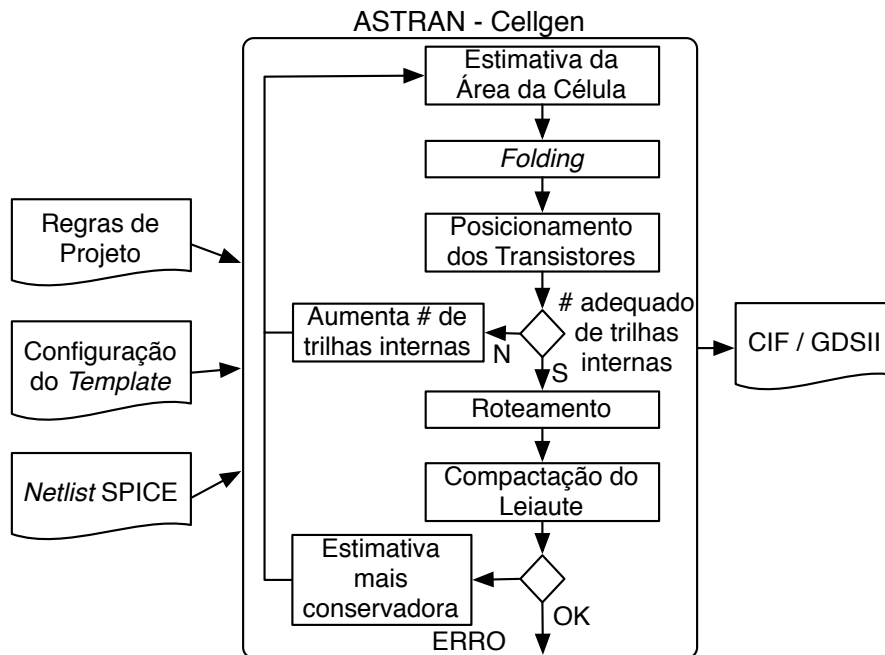 ASTRAN - Cellgen
Estimativa da
Área da Célula
Folding
Regras de
Projeto
Posicionamento
dos Transistores
Configuração
do Template
Aumenta # de
trilhas internas
N
# adequado
de trilhas
internas
S
CIF / GDSII
Roteamento
Netlist SPICE
Compactação do
Leiaute
Estimativa
mais
conservadora
OK
ERRO